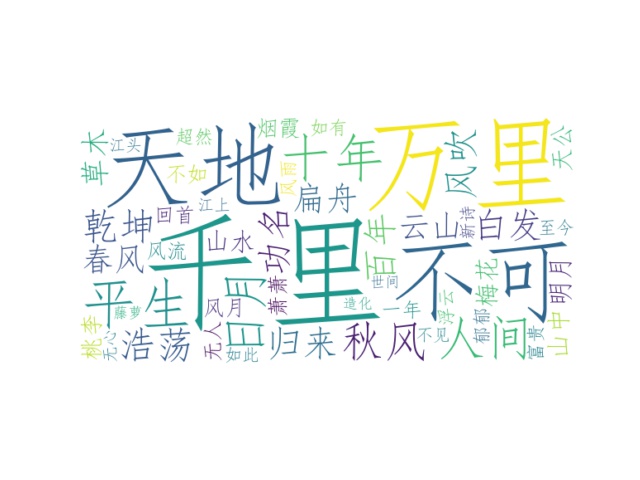 天地
万里
千里
不可
十年
草木
江头
超然
烟霞
如有
风吹
天公
不如
风雨
扁舟
乾坤
回首
江上
功名
云山
新诗
白发
至今
春风
风流
山水
百年
日月
萧萧
世间
梅花
明月
平生
藤萝
风月
造化
一年
浮云
桃李
浩荡
无人
如此
归来
秋风
不见
人间
郁郁
富贵
山中